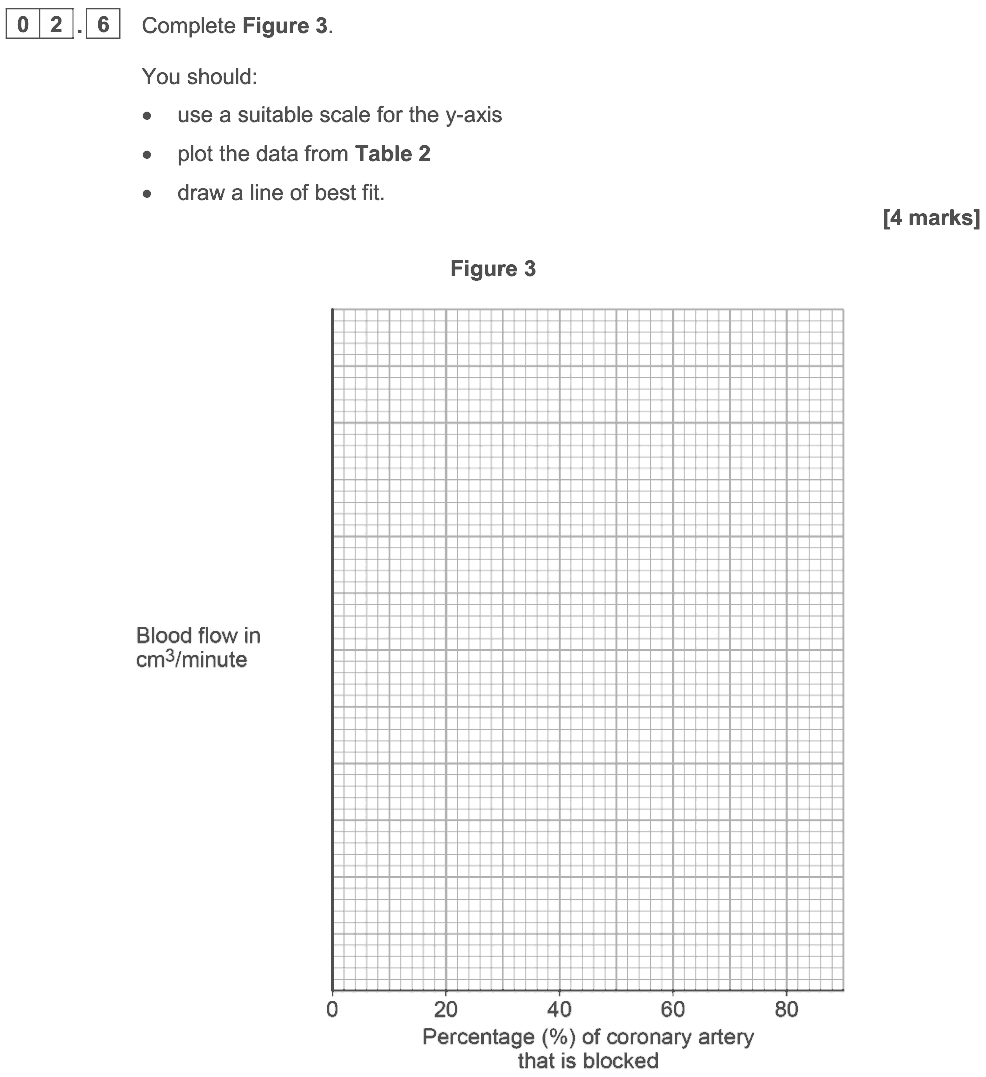 02.6 Complete Figure 3.
You should:
• use a suitable scale for the y-axis
• plot the data from Table 2
• draw a line of best fit.
[4 marks]
Figure 3
Blood flow in
cm³/minute
0 20 40 60 80
Percentage (%) of coronary artery
that is blocked